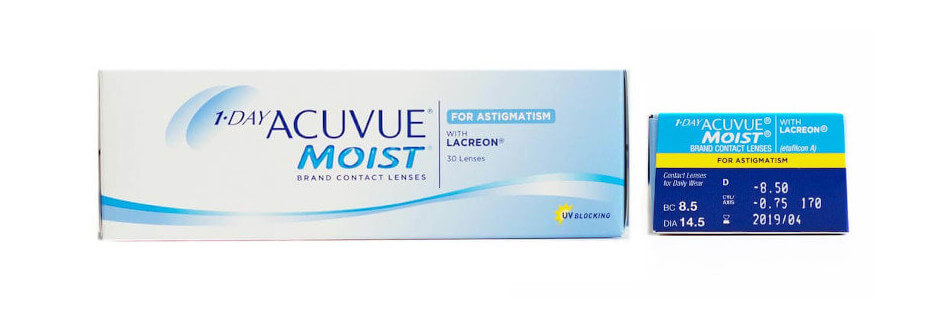 1·DAY ACUVUE®
MOIST®
BRAND CONTACT LENSES
FOR ASTIGMATISM
WITH
LACREON®
30 Lenses
UV BLOCKING
1·DAY ACUVUE®
MOIST®
BRAND CONTACT LENSES
WITH
LACREON®
(etafilcon A)
FOR ASTIGMATISM
Contact Lenses
for Daily Wear
D -8.50
BC 8.5
CYL/
AXIS -0.75 170
DIA 14.5
2019/04